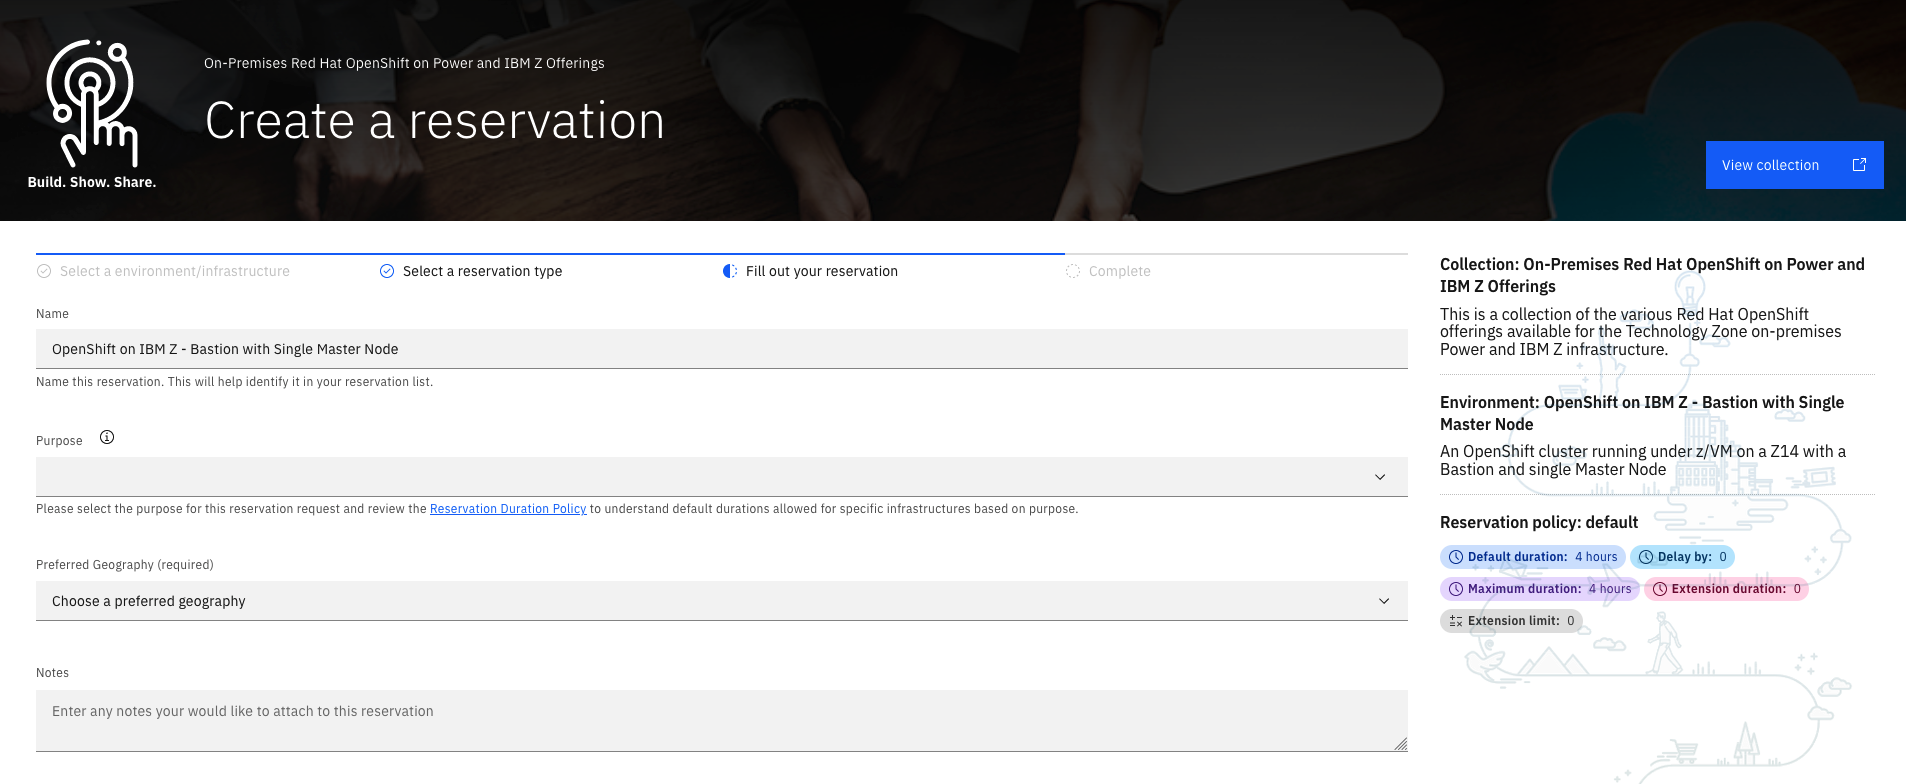 On-Premises Red Hat OpenShift on Power and IBM Z Offerings
Create a reservation
Build. Show. Share.
View collection
Select a environment/infrastructure
Select a reservation type
Fill out your reservation
Complete
Name
OpenShift on IBM Z - Bastion with Single Master Node
Name this reservation. This will help identify it in your reservation list.
Purpose
Please select the purpose for this reservation request and review the Reservation Duration Policy to understand default durations allowed for specific infrastructures based on purpose.
Preferred Geography (required)
Choose a preferred geography
Notes
Enter any notes your would like to attach to this reservation
Collection: On-Premises Red Hat OpenShift on Power and
IBM Z Offerings
This is a collection of the various Red Hat OpenShift
offerings available for the Technology Zone on-premises
Power and IBM Z infrastructure.
Environment: OpenShift on IBM Z - Bastion with Single
Master Node
An OpenShift cluster running under z/VM on a Z14 with a
Bastion and single Master Node
Reservation policy: default
Default duration: 4 hours
Delay by: 0
Maximum duration: 4 hours
Extension duration: 0
Extension limit: 0